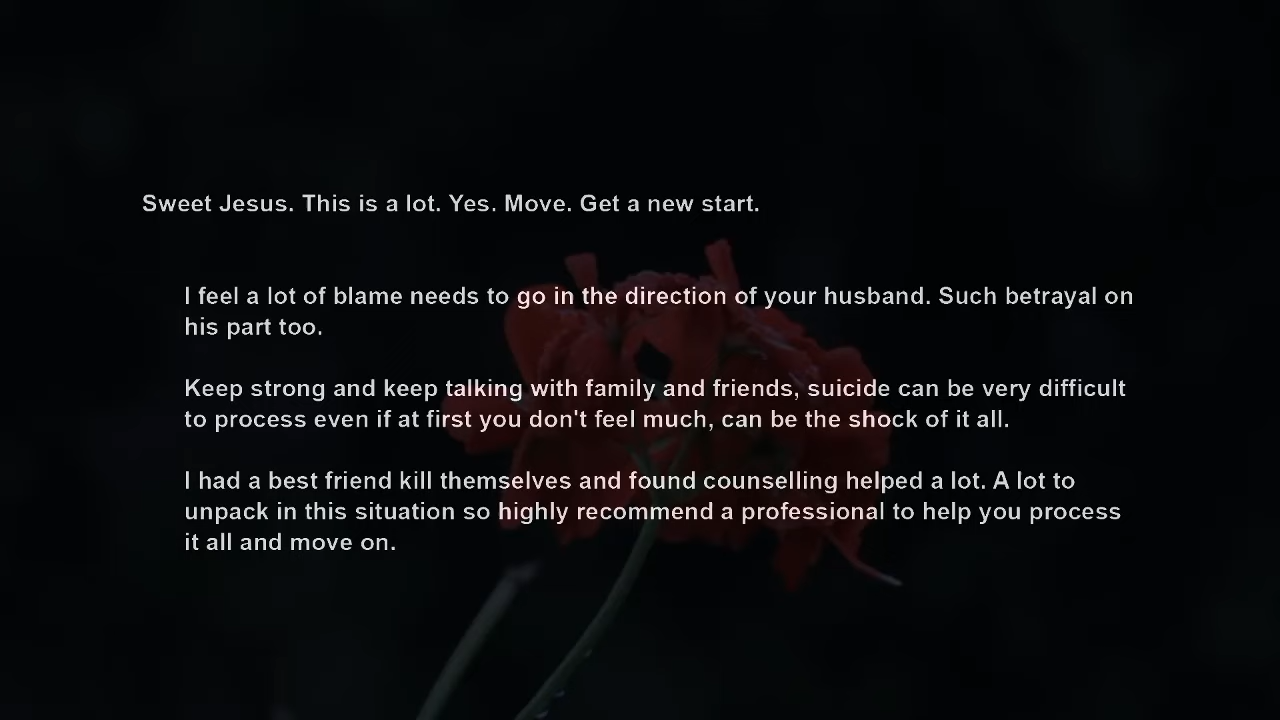 Sweet Jesus. This is a lot. Yes. Move. Get a new start.
I feel a lot of blame needs to go in the direction of your husband. Such betrayal on
his part too.
Keep strong and keep talking with family and friends, suicide can be very difficult
to process even if at first you don't feel much, can be the shock of it all.
I had a best friend kill themselves and found counselling helped a lot. A lot to
unpack in this situation so highly recommend a professional to help you process
it all and move on.